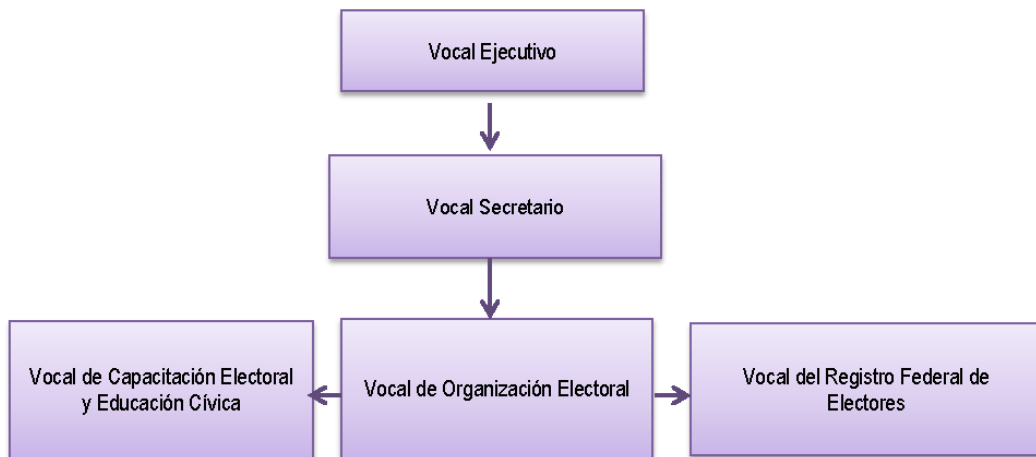 Vocal Ejecutivo
Vocal Secretario
Vocal de Capacitación Electoral
y Educación Cívica
Vocal de Organización Electoral
Vocal del Registro Federal de
Electores